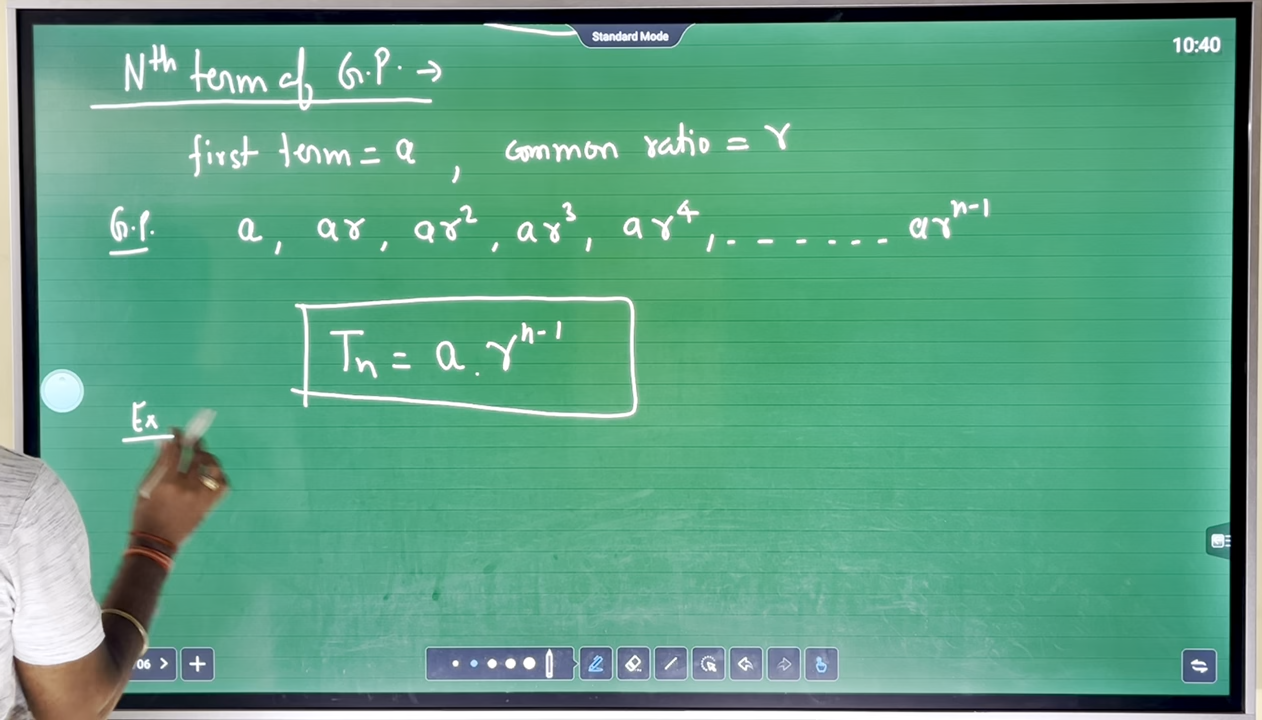 Standard Mode
10:40
Nth term of G.P. →
first term = a , common ratio = r
G.P. a, ar, ar², ar³, ar⁴, - - - - - - - arⁿ⁻¹
Tn = a . rⁿ⁻¹
Ex
06 > +